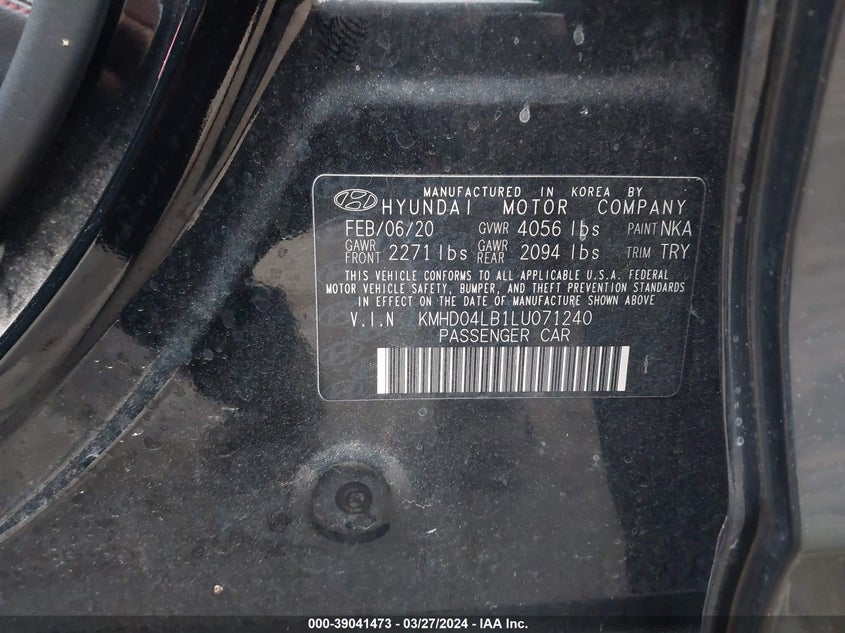 MANUFACTURED IN KOREA BY
HYUNDAI MOTOR COMPANY
FEB/06/20 GVWR 4056 lbs PAINT NKA
GAWR FRONT 2271 lbs GAWR REAR 2094 lbs TRIM TRY
THIS VEHICLE CONFORMS TO ALL APPLICABLE U.S.A. FEDERAL
MOTOR VEHICLE SAFETY, BUMPER, AND THEFT PREVENTION STANDARDS
IN EFFECT ON THE DATE OF MANUFACTURE SHOWN ABOVE
V.I.N KMHD04LB1LU071240
PASSENGER CAR
000-39041473 - 03/27/2024 - IAA Inc.